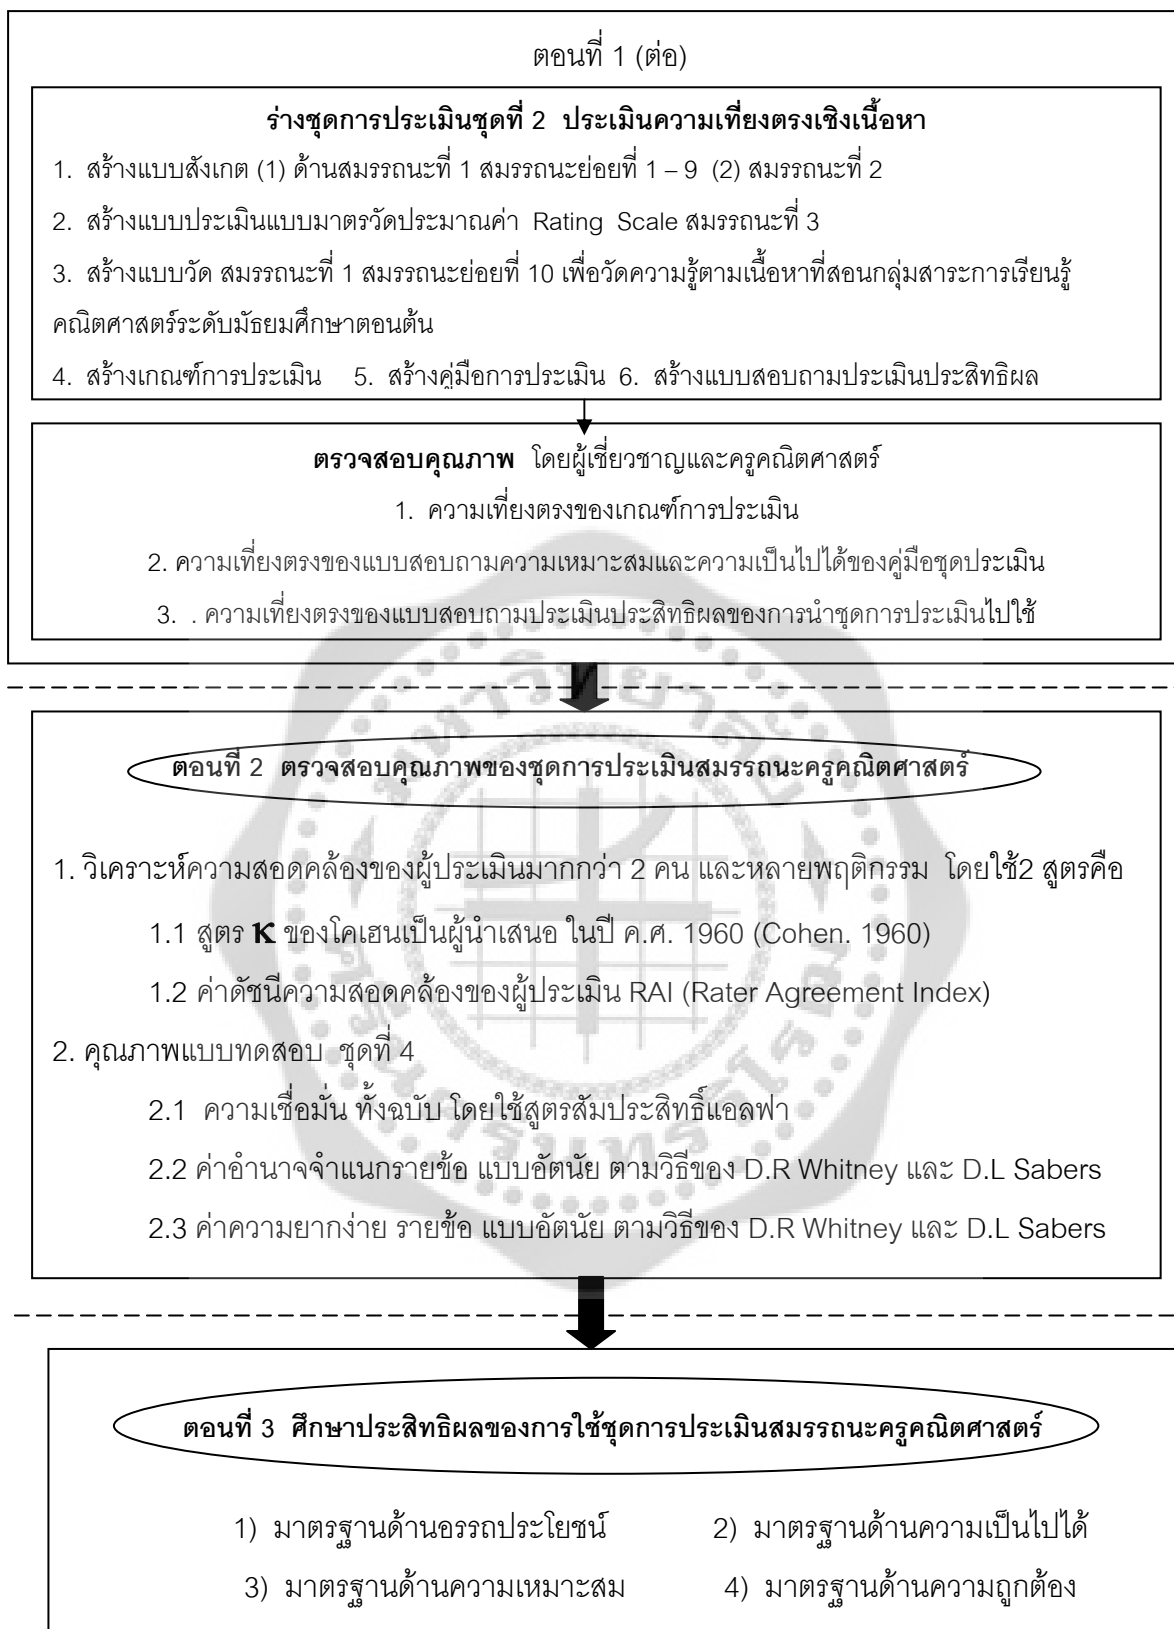 ตอนที่ 1 (ต่อ)
ร่างชุดการประเมินชุดที่ 2 ประเมินความเที่ยงตรงเชิงเนื้อหา
1. สร้างแบบสังเกต (1) ด้านสมรรถนะที่ 1 สมรรถนะย่อยที่ 1 – 9 (2) สมรรถนะที่ 2
2. สร้างแบบประเมินแบบมาตรวัดประมาณค่า Rating Scale สมรรถนะที่ 3
3. สร้างแบบวัด สมรรถนะที่ 1 สมรรถนะย่อยที่ 10 เพื่อวัดความรู้ตามเนื้อหาที่สอนกลุ่มสาระการเรียนรู้
คณิตศาสตร์ระดับมัธยมศึกษาตอนต้น
4. สร้างเกณฑ์การประเมิน 5. สร้างคู่มือการประเมิน 6. สร้างแบบสอบถามประเมินประสิทธิผล
ตรวจสอบคุณภาพ โดยผู้เชี่ยวชาญและครูคณิตศาสตร์
1. ความเที่ยงตรงของเกณฑ์การประเมิน
2. ความเที่ยงตรงของแบบสอบถามความเหมาะสมและความเป็นไปได้ของคู่มือชุดประเมิน
3. . ความเที่ยงตรงของแบบสอบถามประเมินประสิทธิผลของการนำชุดการประเมินไปใช้
ตอนที่ 2 ตรวจสอบคุณภาพของชุดการประเมินสมรรถนะครูคณิตศาสตร์
1. วิเคราะห์ความสอดคล้องของผู้ประเมินมากกว่า 2 คน และหลายพฤติกรรม โดยใช้2 สูตรคือ
1.1 สูตร K ของโคเฮนเป็นผู้นำเสนอ ในปี ค.ศ. 1960 (Cohen. 1960)
1.2 ค่าดัชนีความสอดคล้องของผู้ประเมิน RAI (Rater Agreement Index)
2. คุณภาพแบบทดสอบ ชุดที่ 4
2.1 ความเชื่อมั่น ทั้งฉบับ โดยใช้สูตรสัมประสิทธิ์แอลฟา
2.2 ค่าอำนาจจำแนกรายข้อ แบบอัตนัย ตามวิธีของ D.R Whitney และ D.L Sabers
2.3 ค่าความยากง่าย รายข้อ แบบอัตนัย ตามวิธีของ D.R Whitney และ D.L Sabers
มหาวิทยาลัย
ศรีนครินทรวิโรฒ
ตอนที่ 3 ศึกษาประสิทธิผลของการใช้ชุดการประเมินสมรรถนะครูคณิตศาสตร์
1) มาตรฐานด้านอรรถประโยชน์ 2) มาตรฐานด้านความเป็นไปได้
3) มาตรฐานด้านความเหมาะสม 4) มาตรฐานด้านความถูกต้อง